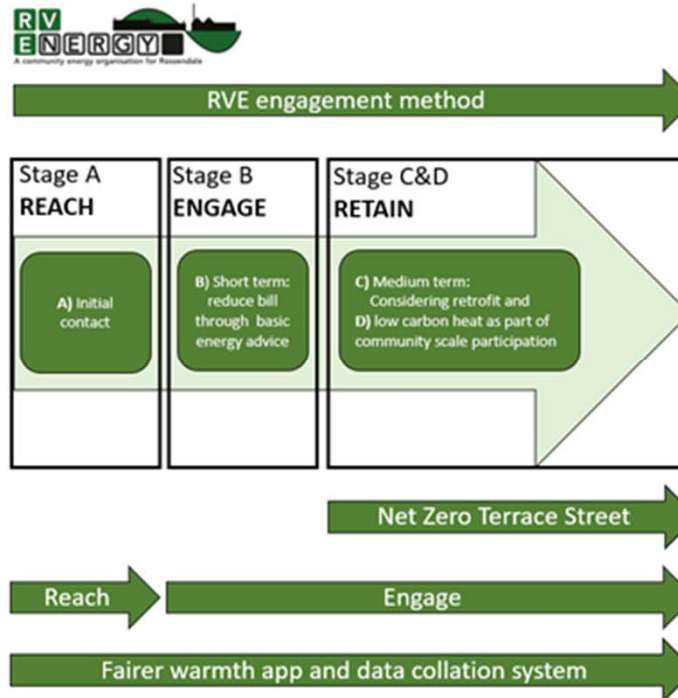 RV
ENERGY
A community energy organisation for Rossendale
RVE engagement method
Stage A
REACH
Stage B
ENGAGE
Stage C&D
RETAIN
A) Initial
contact
B) Short term:
reduce bill
through basic
energy advice
C) Medium term:
Considering retrofit and
D) low carbon heat as part of
community scale participation
Net Zero Terrace Street
Reach
Engage
Fairer warmth app and data collation system